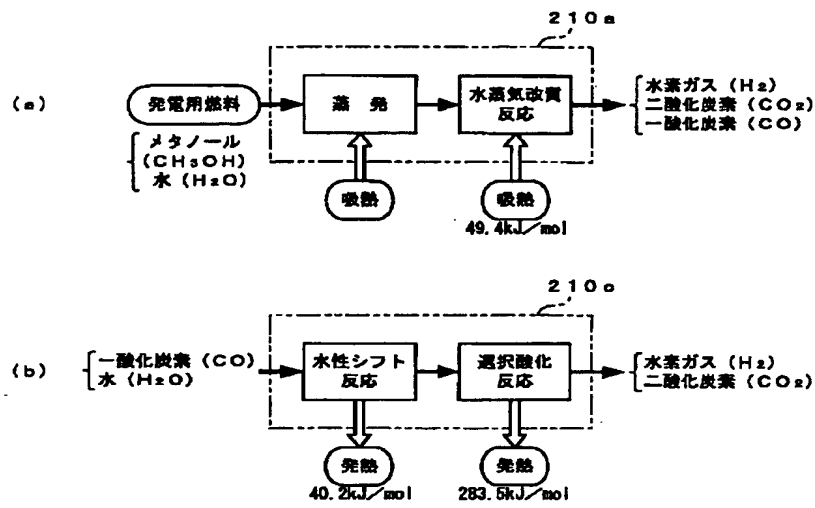 210a
(a)
発電用燃料
蒸 発
水蒸気改質
反応
水素ガス(H2)
二酸化炭素(CO2)
一酸化炭素(CO)
メタノール
(CH3OH)
水(H2O)
吸熱
吸熱
49.4kJ/mol
210c
(b)
一酸化炭素(CO)
水(H2O)
水性シフト
反応
選択酸化
反応
水素ガス(H2)
二酸化炭素(CO2)
発熱
発熱
40.2kJ/mol
283.5kJ/mol